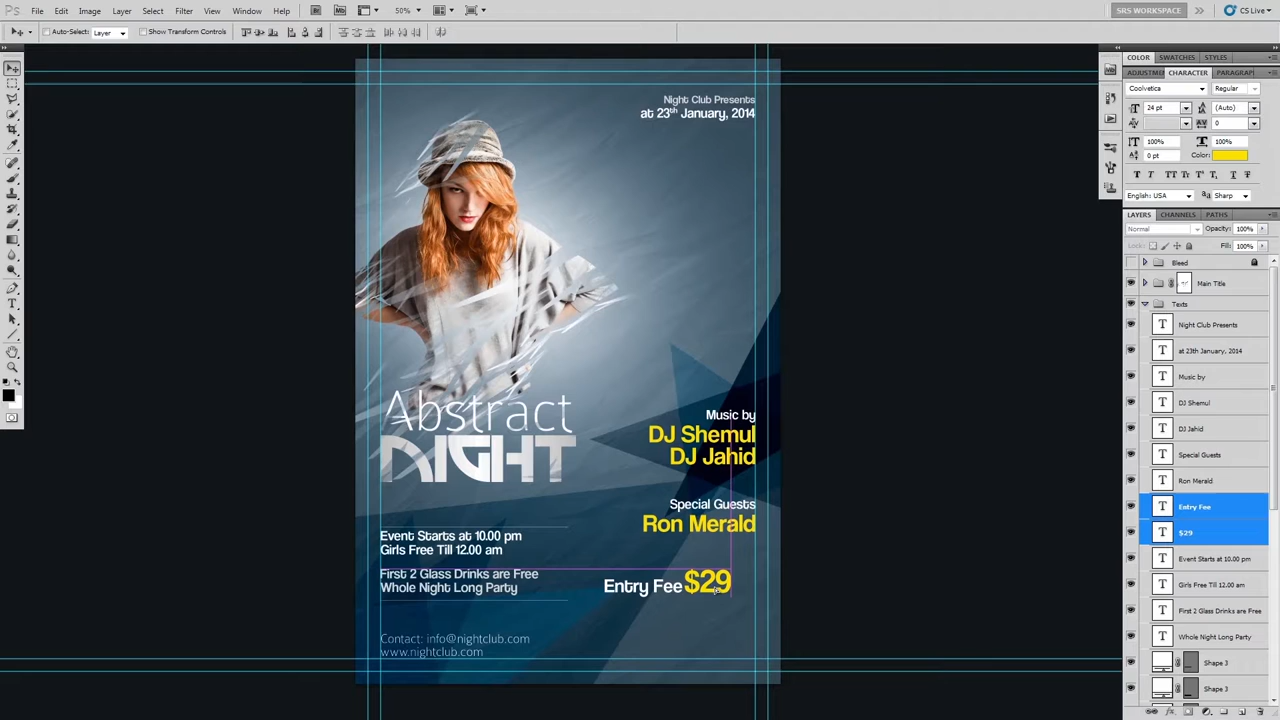 File Edit Image Layer Select Filter View Window Help Br Mb 50% SRS WORKSPACE CS Live
Auto-Select: Layer Show Transform Controls
COLOR SWATCHES STYLES
ADJUSTME CHARACTER PARAGRAP
Coolvetica Regular
24 pt (Auto)
0
100% 100%
0 pt Color:
English: USA Sharp
LAYERS CHANNELS PATHS
Normal Opacity: 100%
Lock: Fill: 100%
Bleed
Main Title
Texts
T Night Club Presents
T at 23th January, 2014
T Music by
T DJ Shemul
T DJ Jahid
T Special Guests
T Ron Merald
T Entry Fee
T $29
T Event Starts at 10.00 pm
T Girls Free Till 12.00 am
T First 2 Glass Drinks are Free
T Whole Night Long Party
Shape 3
Shape 3
Night Club Presents
at 23th January, 2014
Abstract
NIGHT
Music by
DJ Shemul
DJ Jahid
Special Guests
Ron Merald
Event Starts at 10.00 pm
Girls Free Till 12.00 am
First 2 Glass Drinks are Free
Whole Night Long Party
Entry Fee $29
Contact: info@nightclub.com
www.nightclub.com